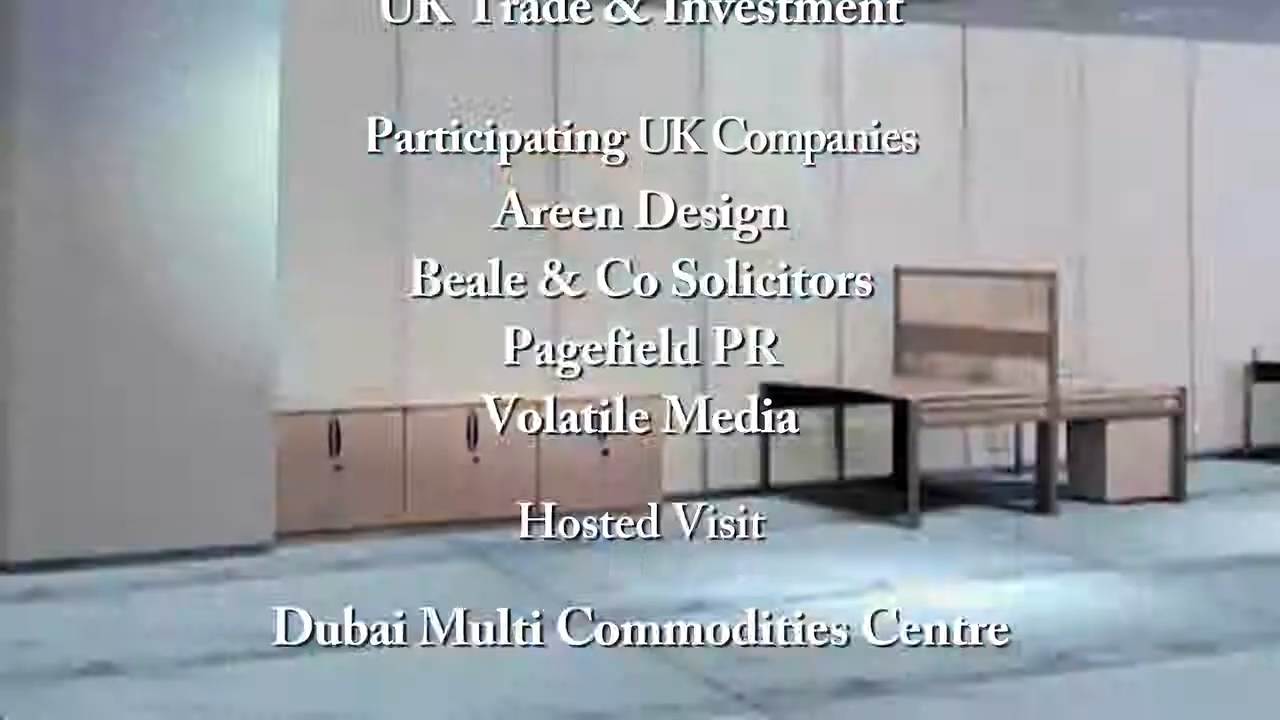 UK Trade & Investment
Participating UK Companies
Areen Design
Beale & Co Solicitors
Pagefield PR
Volatile Media
Hosted Visit
Dubai Multi Commodities Centre